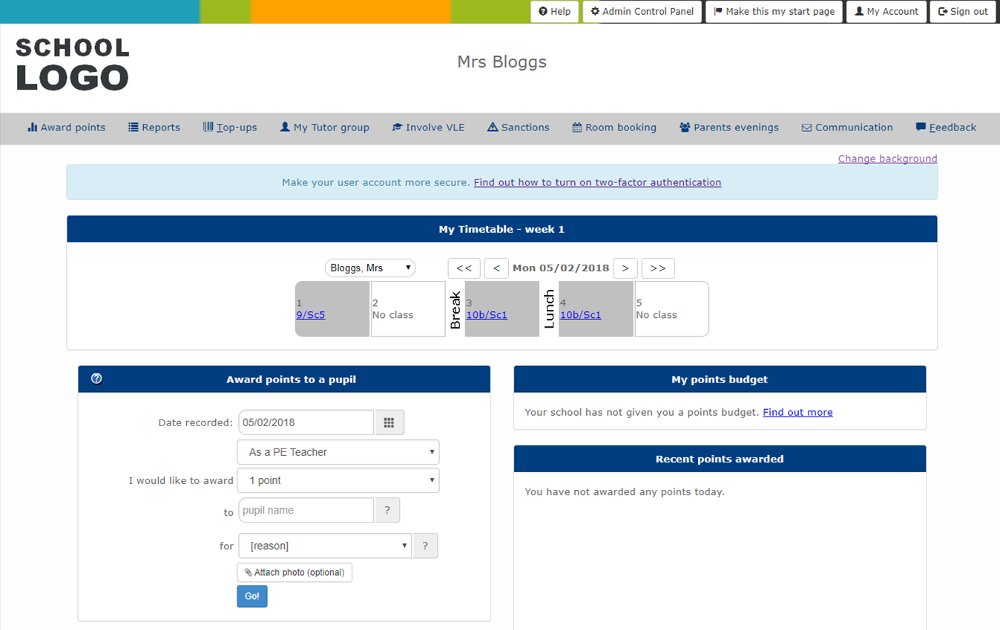 Help Admin Control Panel Make this my start page My Account Sign out
SCHOOL
LOGO
Mrs Bloggs
Award points Reports Top-ups My Tutor group Involve VLE Sanctions Room booking Parents evenings Communication Feedback
Change background
Make your user account more secure. Find out how to turn on two-factor authentication
My Timetable - week 1
Bloggs, Mrs << < Mon 05/02/2018 > >>
1
9/Sc5
2
No class
Break
3
10b/Sc1
Lunch
4
10b/Sc1
5
No class
? Award points to a pupil
Date recorded: 05/02/2018
As a PE Teacher
I would like to award 1 point
to pupil name ?
for [reason] ?
Attach photo (optional)
Go!
My points budget
Your school has not given you a points budget. Find out more
Recent points awarded
You have not awarded any points today.